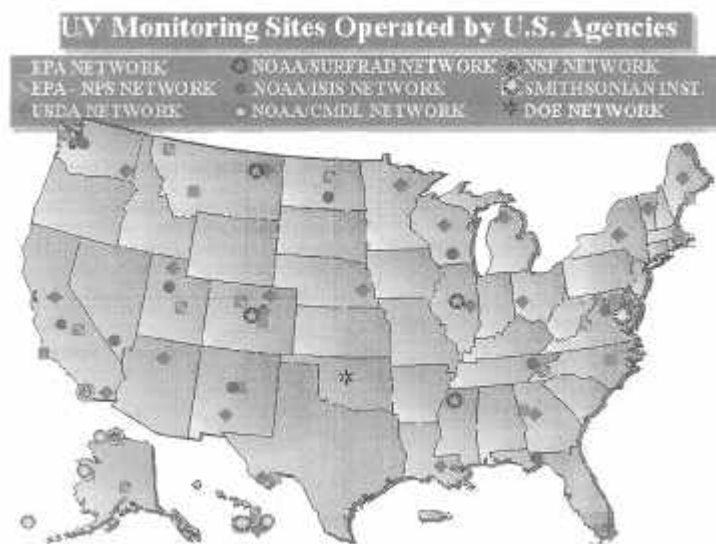 UV Monitoring Sites Operated by U.S. Agencies
EPA NETWORK NOAA/SURFRAD NETWORK NSF NETWORK
EPA - NPS NETWORK NOAA/ISIS NETWORK SMITHSONIAN INST.
USDA NETWORK NOAA/CMDL NETWORK DOE NETWORK